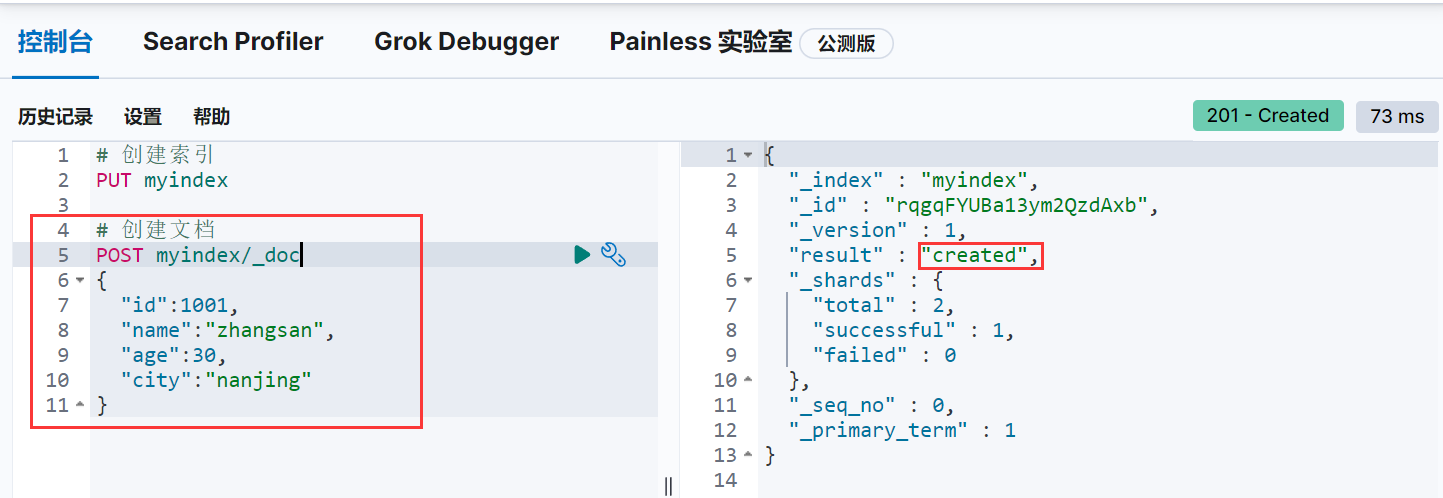 控制台 Search Profiler Grok Debugger Painless 实验室 公测版
历史记录 设置 帮助 201 - Created 73 ms
1 # 创建索引
2 PUT myindex
3
4 # 创建文档
5 POST myindex/_doc
6 {
7 "id":1001,
8 "name":"zhangsan",
9 "age":30,
10 "city":"nanjing"
11 }
1 {
2 "_index" : "myindex",
3 "_id" : "rqgqFYUBa13ym2QzdAxb",
4 "_version" : 1,
5 "result" : "created",
6 "_shards" : {
7 "total" : 2,
8 "successful" : 1,
9 "failed" : 0
10 },
11 "_seq_no" : 0,
12 "_primary_term" : 1
13 }
14